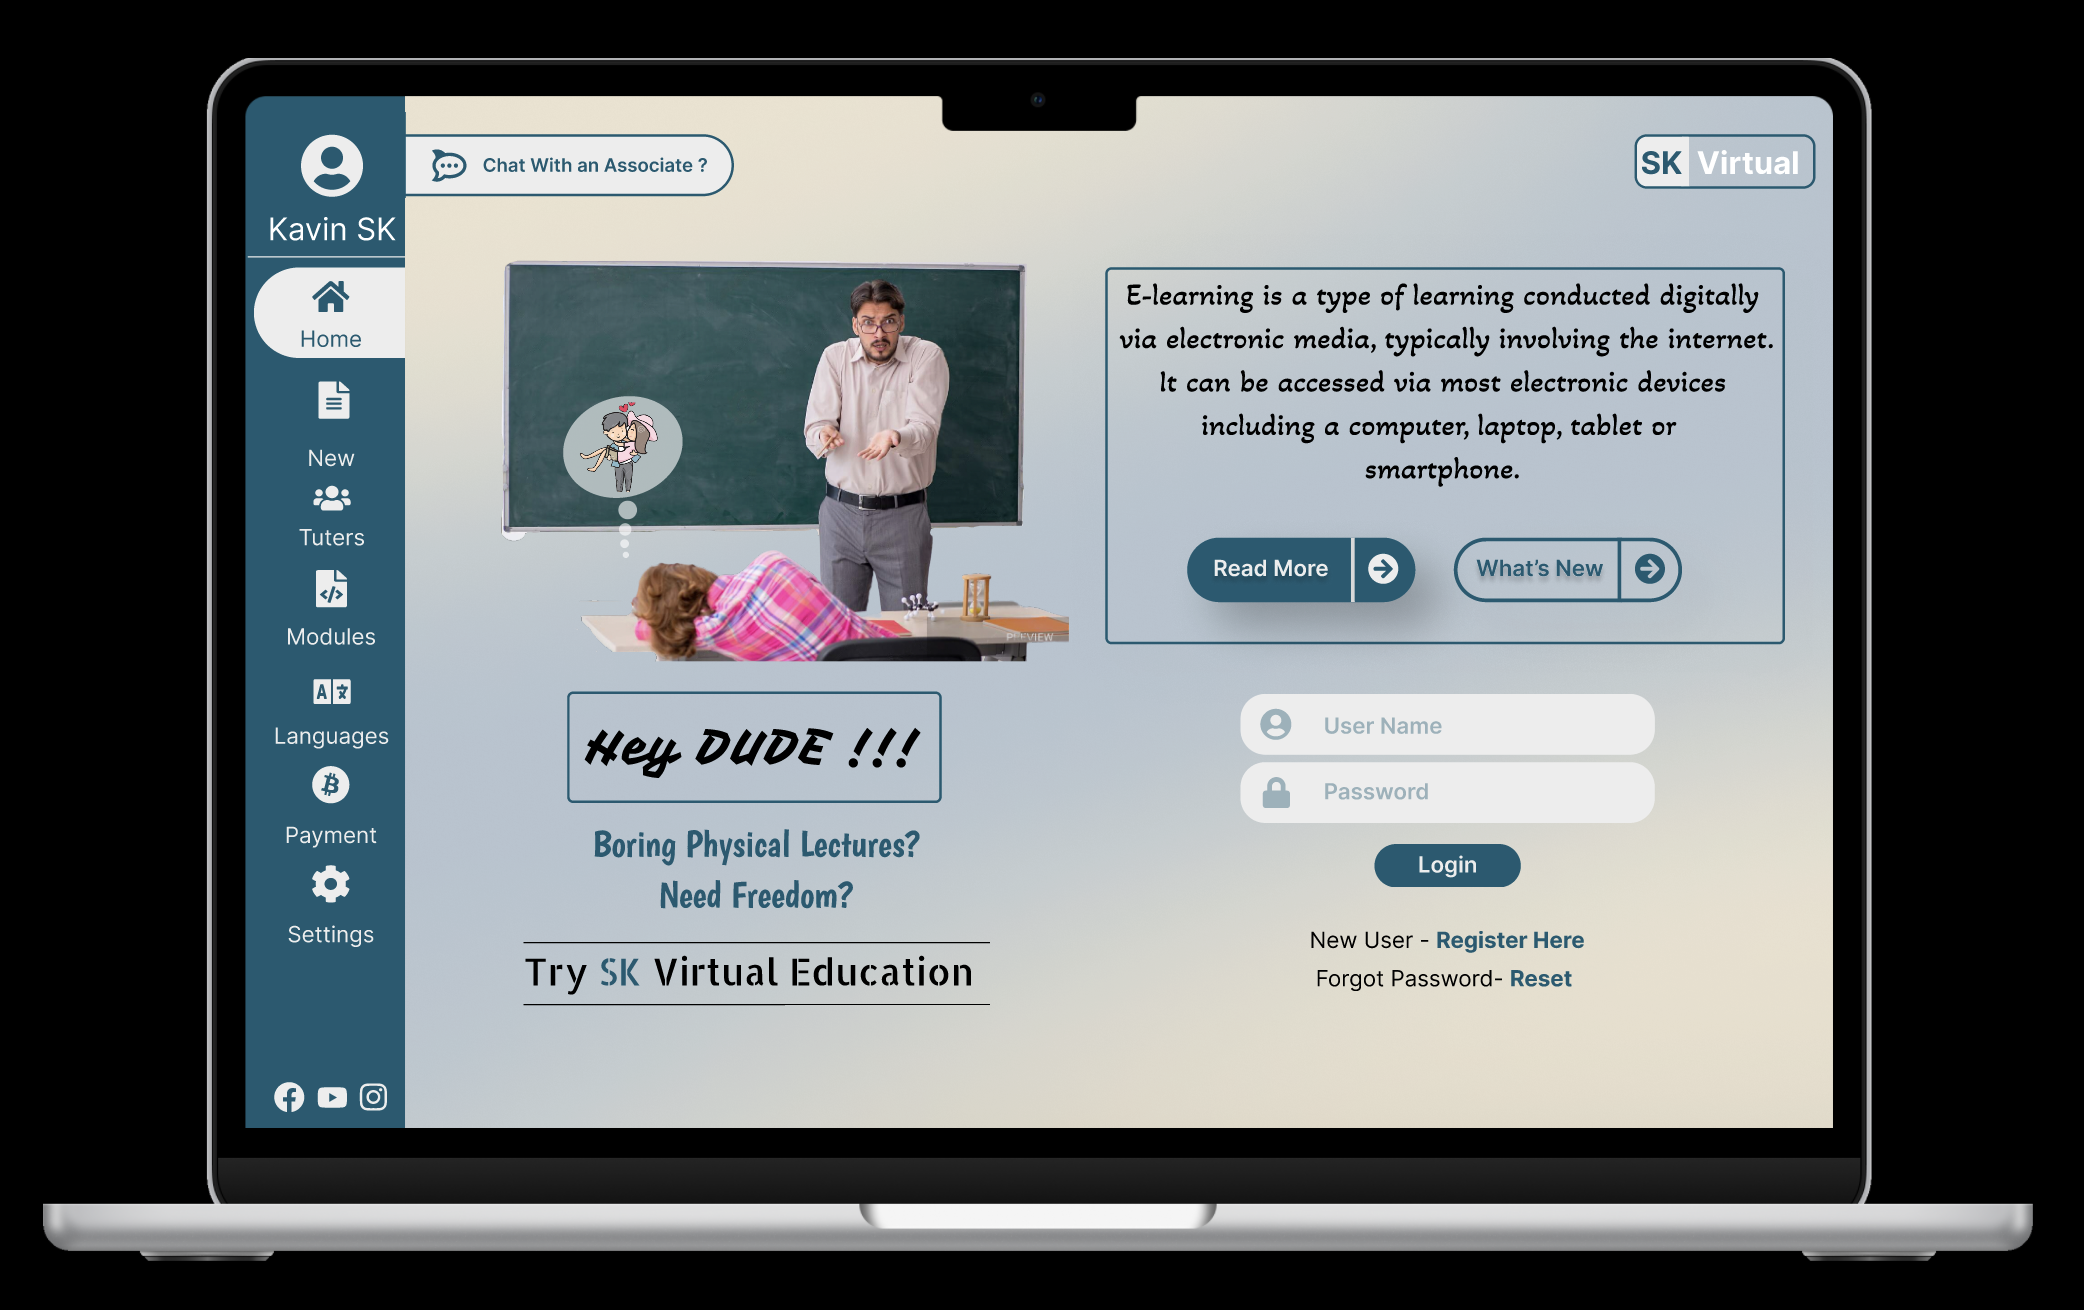 Kavin SK
Chat With an Associate ?
SK Virtual
Home
New
Tuters
Modules
Languages
Payment
Settings
E-learning is a type of learning conducted digitally
via electronic media, typically involving the internet.
It can be accessed via most electronic devices
including a computer, laptop, tablet or
smartphone.
Read More
What's New
Hey DUDE !!!
Boring Physical Lectures?
Need Freedom?
Try SK Virtual Education
User Name
Password
Login
New User - Register Here
Forgot Password- Reset